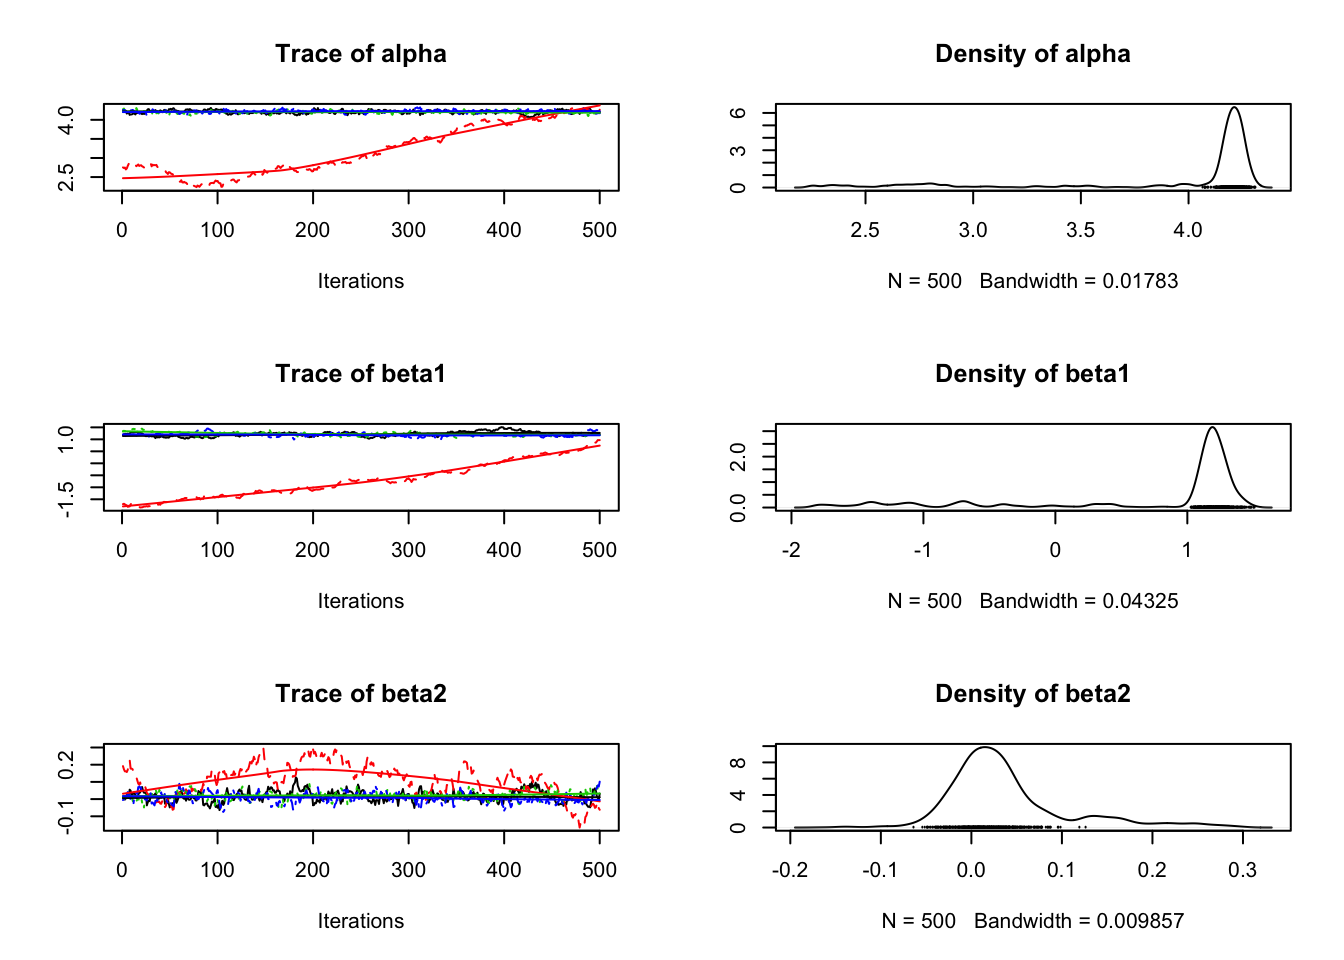 Trace of alpha
4.0
2.5
0 100 200 300 400 500
Iterations
Density of alpha
6
3
0
2.5 3.0 3.5 4.0
N = 500 Bandwidth = 0.01783
Trace of beta1
1.0
-1.5
0 100 200 300 400 500
Iterations
Density of beta1
2.0
0.0
-2 -1 0 1
N = 500 Bandwidth = 0.04325
Trace of beta2
0.2
-0.1
0 100 200 300 400 500
Iterations
Density of beta2
8
4
0
-0.2 -0.1 0.0 0.1 0.2 0.3
N = 500 Bandwidth = 0.009857